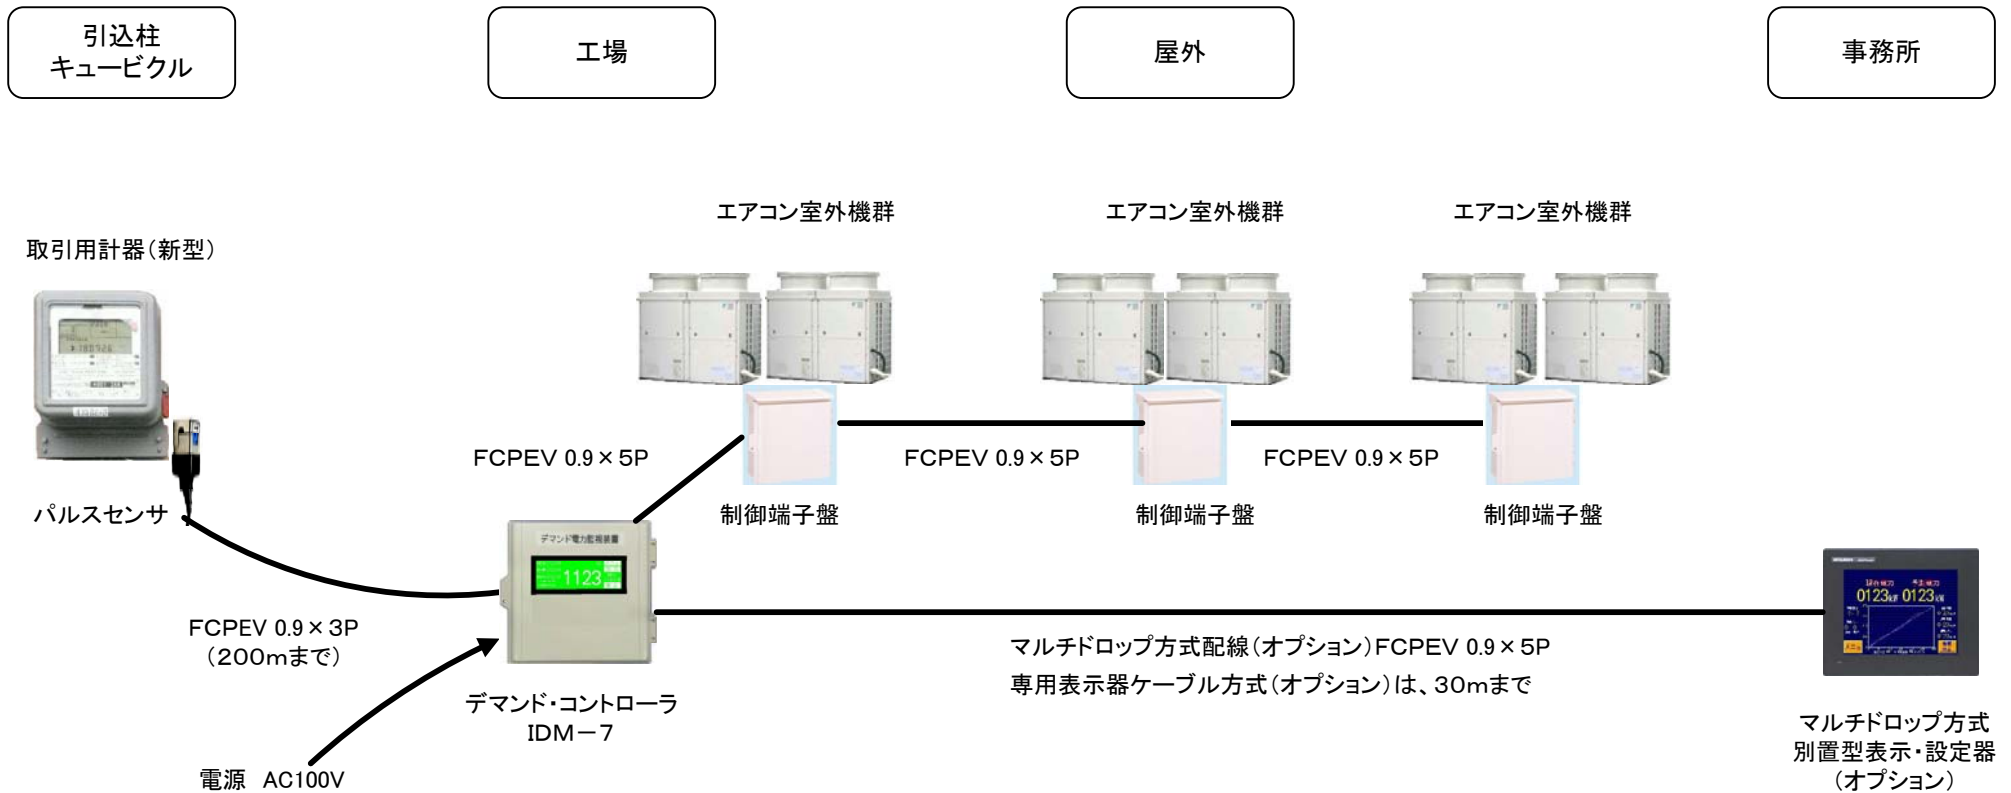 引込柱
キュービクル
工場
屋外
事務所
エアコン室外機群
エアコン室外機群
エアコン室外機群
取引用計器(新型)
FCPEV 0.9×5P
FCPEV 0.9×5P
FCPEV 0.9×5P
パルスセンサ
制御端子盤
制御端子盤
制御端子盤
デマンド電力監視装置
1123
0123 0123
メニュー
FCPEV 0.9×3P
(200mまで)
マルチドロップ方式配線(オプション)FCPEV 0.9×5P
専用表示器ケーブル方式(オプション)は、30mまで
デマンド・コントローラ
IDM-7
マルチドロップ方式
別置型表示・設定器
(オプション)
電源 AC100V